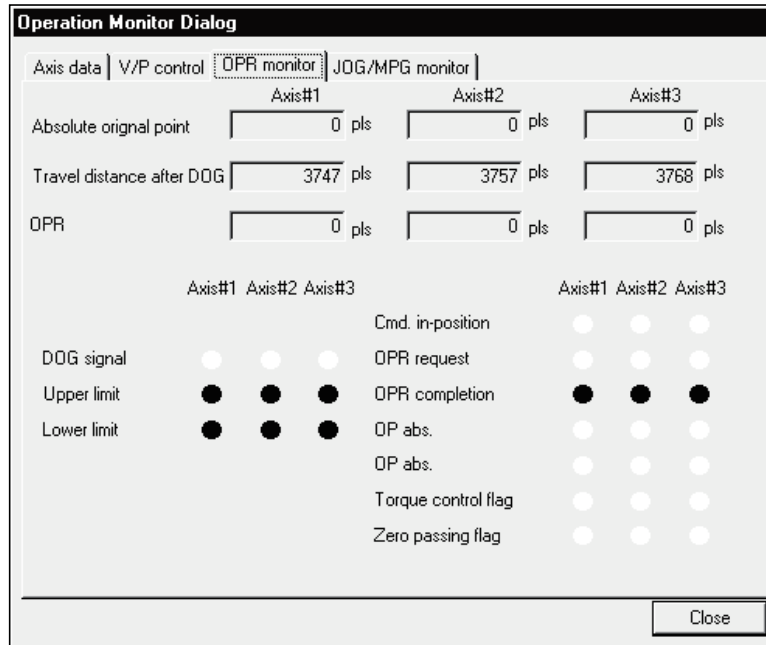 Operation Monitor Dialog
Axis data V/P control OPR monitor JOG/MPG monitor
Axis#1 Axis#2 Axis#3
Absolute orignal point 0 pls 0 pls 0 pls
Travel distance after DOG 3747 pls 3757 pls 3768 pls
OPR 0 pls 0 pls 0 pls
Axis#1 Axis#2 Axis#3 Axis#1 Axis#2 Axis#3
Cmd. in-position
DOG signal OPR request
Upper limit OPR completion
Lower limit OP abs.
OP abs.
Torque control flag
Zero passing flag
Close